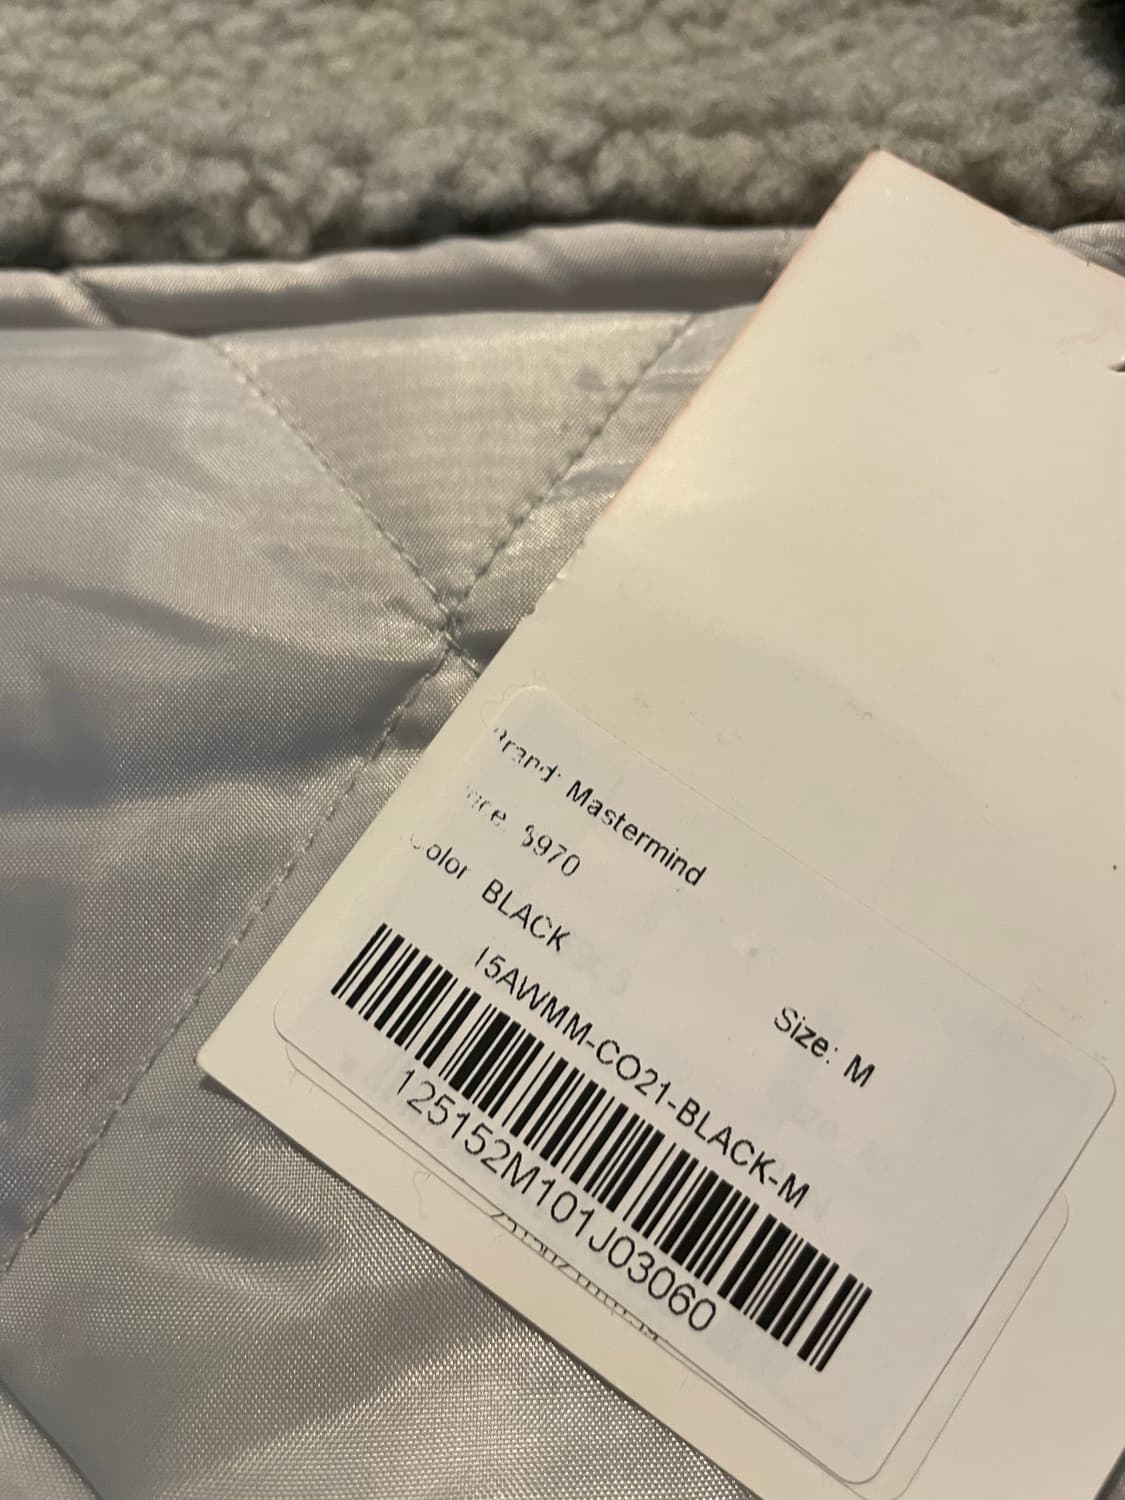 Brand: Mastermind
Price: $970
Color BLACK
Size: M
15AWMM-CO21-BLACK-M
125152M101J03060